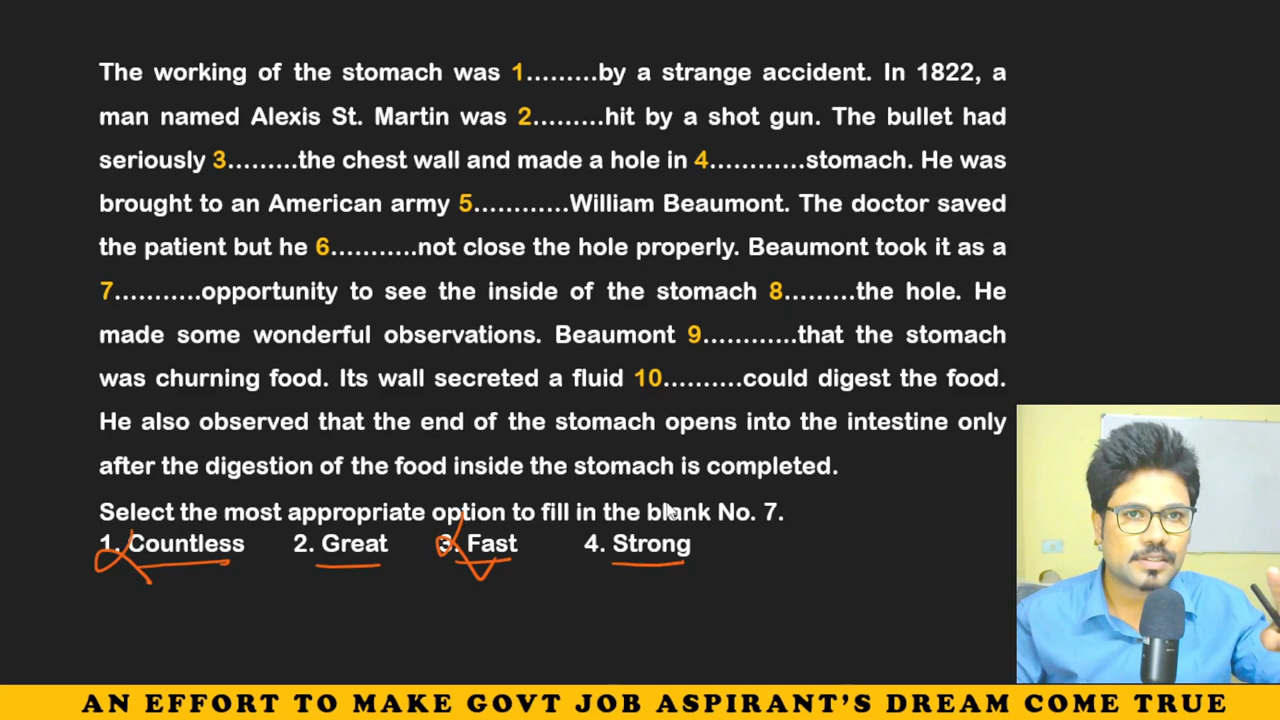 The working of the stomach was 1.........by a strange accident. In 1822, a
man named Alexis St. Martin was 2.........hit by a shot gun. The bullet had
seriously 3.........the chest wall and made a hole in 4............stomach. He was
brought to an American army 5............William Beaumont. The doctor saved
the patient but he 6...........not close the hole properly. Beaumont took it as a
7...........opportunity to see the inside of the stomach 8.........the hole. He
made some wonderful observations. Beaumont 9............that the stomach
was churning food. Its wall secreted a fluid 10..........could digest the food.
He also observed that the end of the stomach opens into the intestine only
after the digestion of the food inside the stomach is completed.
Select the most appropriate option to fill in the blank No. 7.
1. Countless 2. Great 3. Fast 4. Strong
AN EFFORT TO MAKE GOVT JOB ASPIRANT'S DREAM COME TRUE